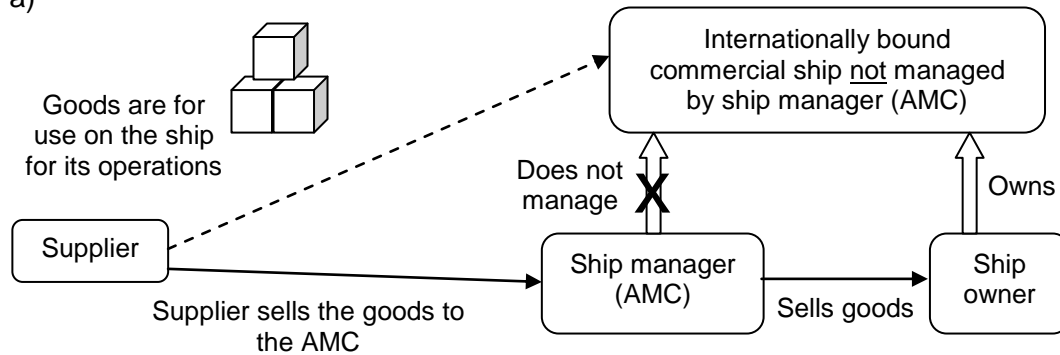 a)
Internationally bound
commercial ship not managed
by ship manager (AMC)
Goods are for
use on the ship
for its operations
Does not
manage
X
Owns
Supplier
Ship manager
(AMC)
Ship
owner
Supplier sells the goods to
the AMC
Sells goods